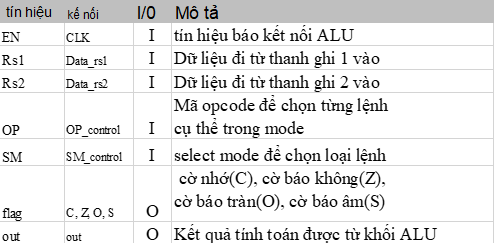 tín hiệu kế nối I/0 Mô tả
EN CLK I tín hiệu báo kết nối ALU
Rs1 Data_rs1 I Dữ liệu đi từ thanh ghi 1 vào
Rs2 Data_rs2 I Dữ liệu đi từ thanh ghi 2 vào
Mã opcode để chọn từng lệnh
OP OP_control I cụ thể trong mode
SM SM_control I select mode để chọn loại lệnh
cờ nhớ(C), cờ báo không(Z),
cờ báo tràn(O), cờ báo âm(S)
flag C, Z, O, S O
out out O Kết quả tính toán được từ khối ALU